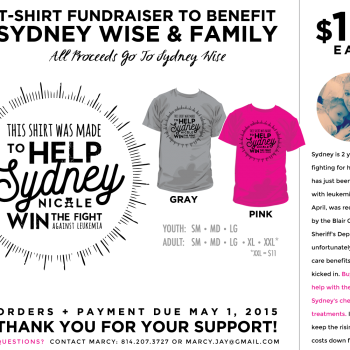 T-SHIRT FUNDRAISER TO BENEFIT
SYDNEY WISE & FAMILY
All Proceeds Go To Sydney Wise
THIS SHIRT WAS MADE
TO HELP
Sydney
NICOLE
WIN THE FIGHT
AGAINST LEUKEMIA
GRAY
PINK
YOUTH: SM • MD • LG
ADULT: SM • MD • LG • XL • XXL*
*XXL = $11
ORDERS + PAYMENT DUE MAY 1, 2015
THANK YOU FOR YOUR SUPPORT!
QUESTIONS? CONTACT MARCY: 814.207.3727 OR MARCY.JAY@GMAIL.COM
$1
EA
Sydney is 2 y
fighting for h
has just been
with leukemi
April, was re
by the Blair C
Sheriff's Dep
unfortunately
care benefits
kicked in. Bu
help with the
Sydney's che
treatments.
keep the risi
costs down f